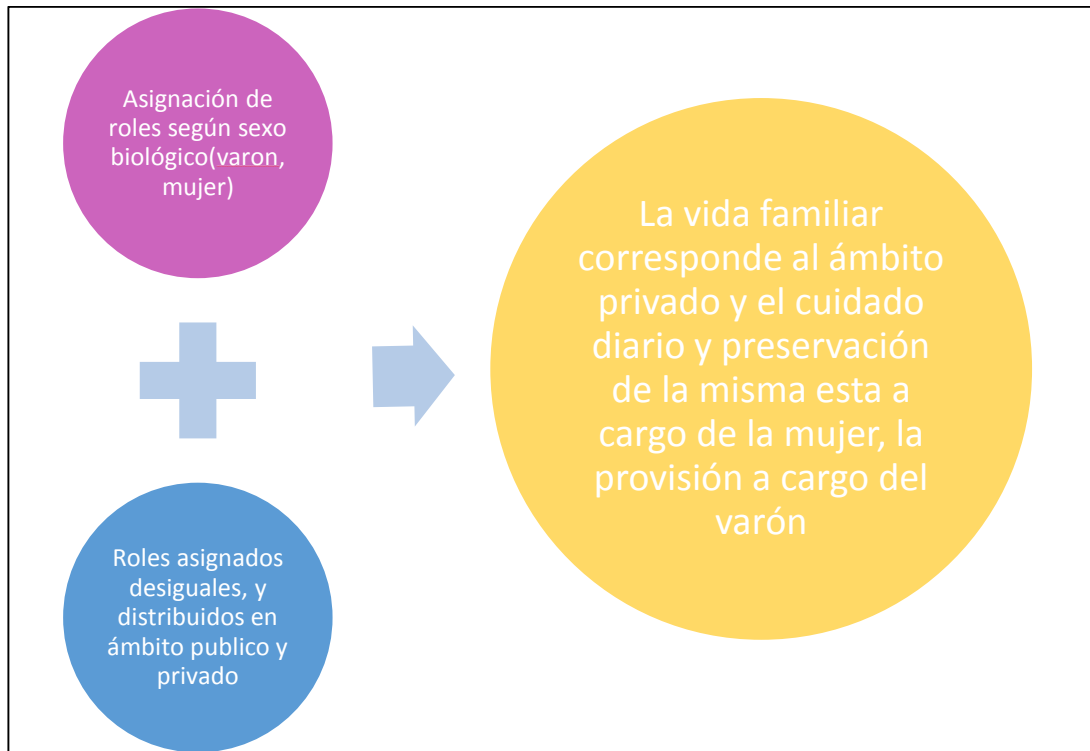 Asignación de
roles según sexo
biológico(varon,
mujer)
Roles asignados
desiguales, y
distribuidos en
ámbito publico y
privado
La vida familiar
corresponde al ámbito
privado y el cuidado
diario y preservación
de la misma esta a
cargo de la mujer, la
provisión a cargo del
varón